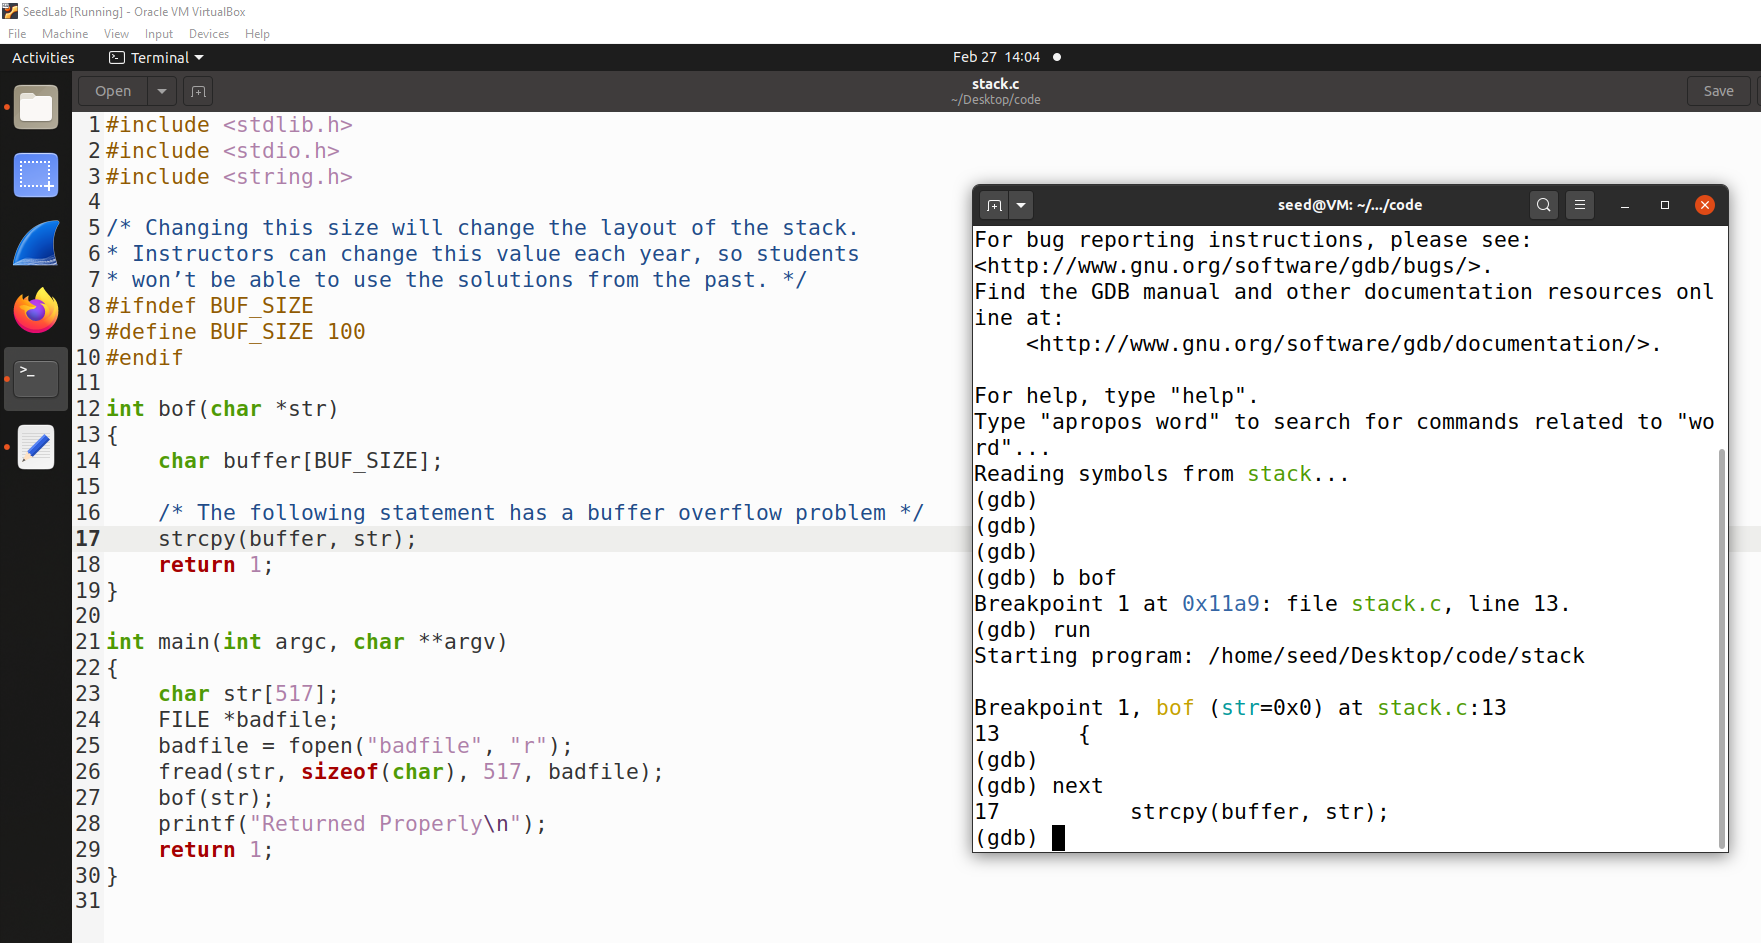 SeedLab [Running] - Oracle VM VirtualBox
File Machine View Input Devices Help
Activities Terminal Feb 27 14:04
Open stack.c Save
~/Desktop/code
1 #include <stdlib.h>
2 #include <stdio.h>
3 #include <string.h>
4
5 /* Changing this size will change the layout of the stack.
6 * Instructors can change this value each year, so students
7 * won’t be able to use the solutions from the past. */
8 #ifndef BUF_SIZE
9 #define BUF_SIZE 100
10 #endif
11
12 int bof(char *str)
13 {
14     char buffer[BUF_SIZE];
15
16     /* The following statement has a buffer overflow problem */
17     strcpy(buffer, str);
18     return 1;
19 }
20
21 int main(int argc, char **argv)
22 {
23     char str[517];
24     FILE *badfile;
25     badfile = fopen("badfile", "r");
26     fread(str, sizeof(char), 517, badfile);
27     bof(str);
28     printf("Returned Properly\n");
29     return 1;
30 }
31
seed@VM: ~/.../code
For bug reporting instructions, please see:
<http://www.gnu.org/software/gdb/bugs/>.
Find the GDB manual and other documentation resources onl
ine at:
    <http://www.gnu.org/software/gdb/documentation/>.
For help, type "help".
Type "apropos word" to search for commands related to "wo
rd"...
Reading symbols from stack...
(gdb)
(gdb)
(gdb)
(gdb) b bof
Breakpoint 1 at 0x11a9: file stack.c, line 13.
(gdb) run
Starting program: /home/seed/Desktop/code/stack
Breakpoint 1, bof (str=0x0) at stack.c:13
13      {
(gdb)
(gdb) next
17          strcpy(buffer, str);
(gdb)